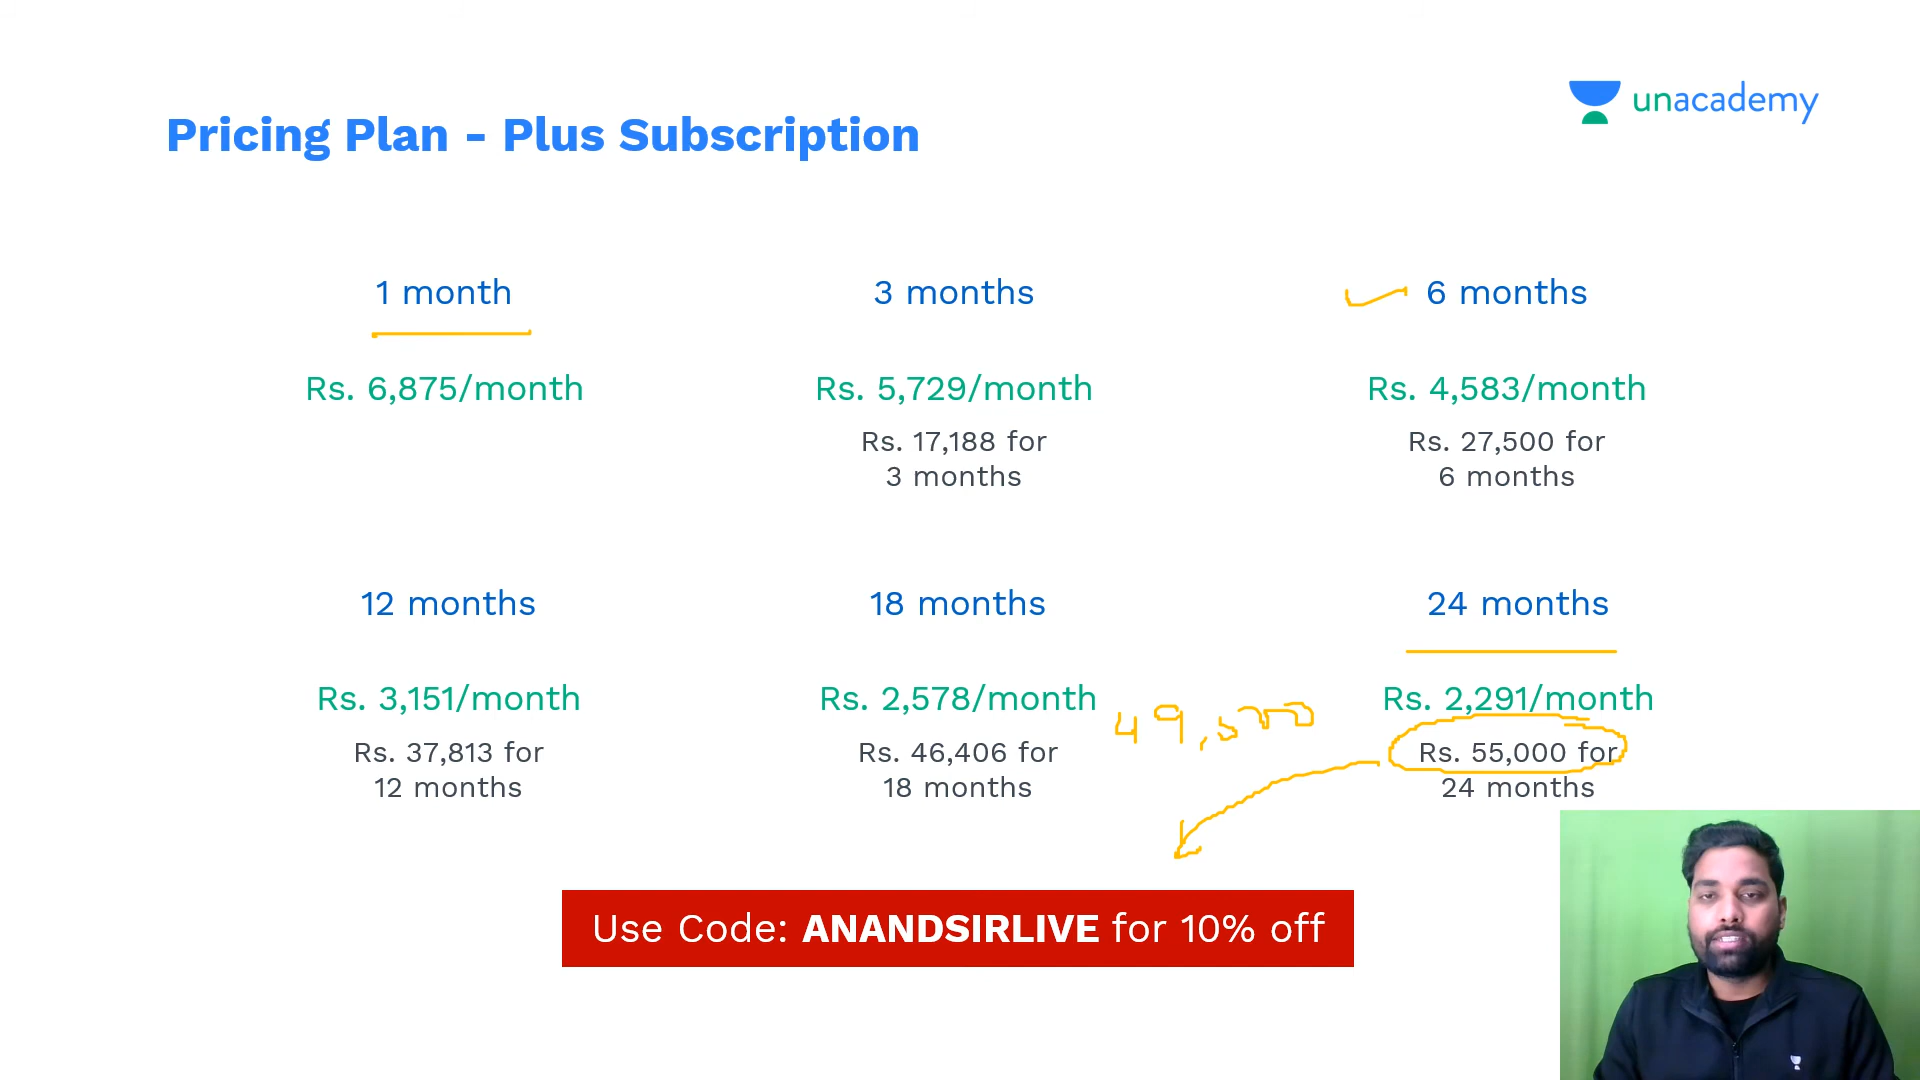 unacademy
Pricing Plan - Plus Subscription
1 month
3 months
6 months
Rs. 6,875/month
Rs. 5,729/month
Rs. 4,583/month
Rs. 17,188 for
3 months
Rs. 27,500 for
6 months
12 months
18 months
24 months
Rs. 3,151/month
Rs. 2,578/month
Rs. 2,291/month
Rs. 37,813 for
12 months
Rs. 46,406 for
18 months
49,500
Rs. 55,000 for
24 months
Use Code: ANANDSIRLIVE for 10% off